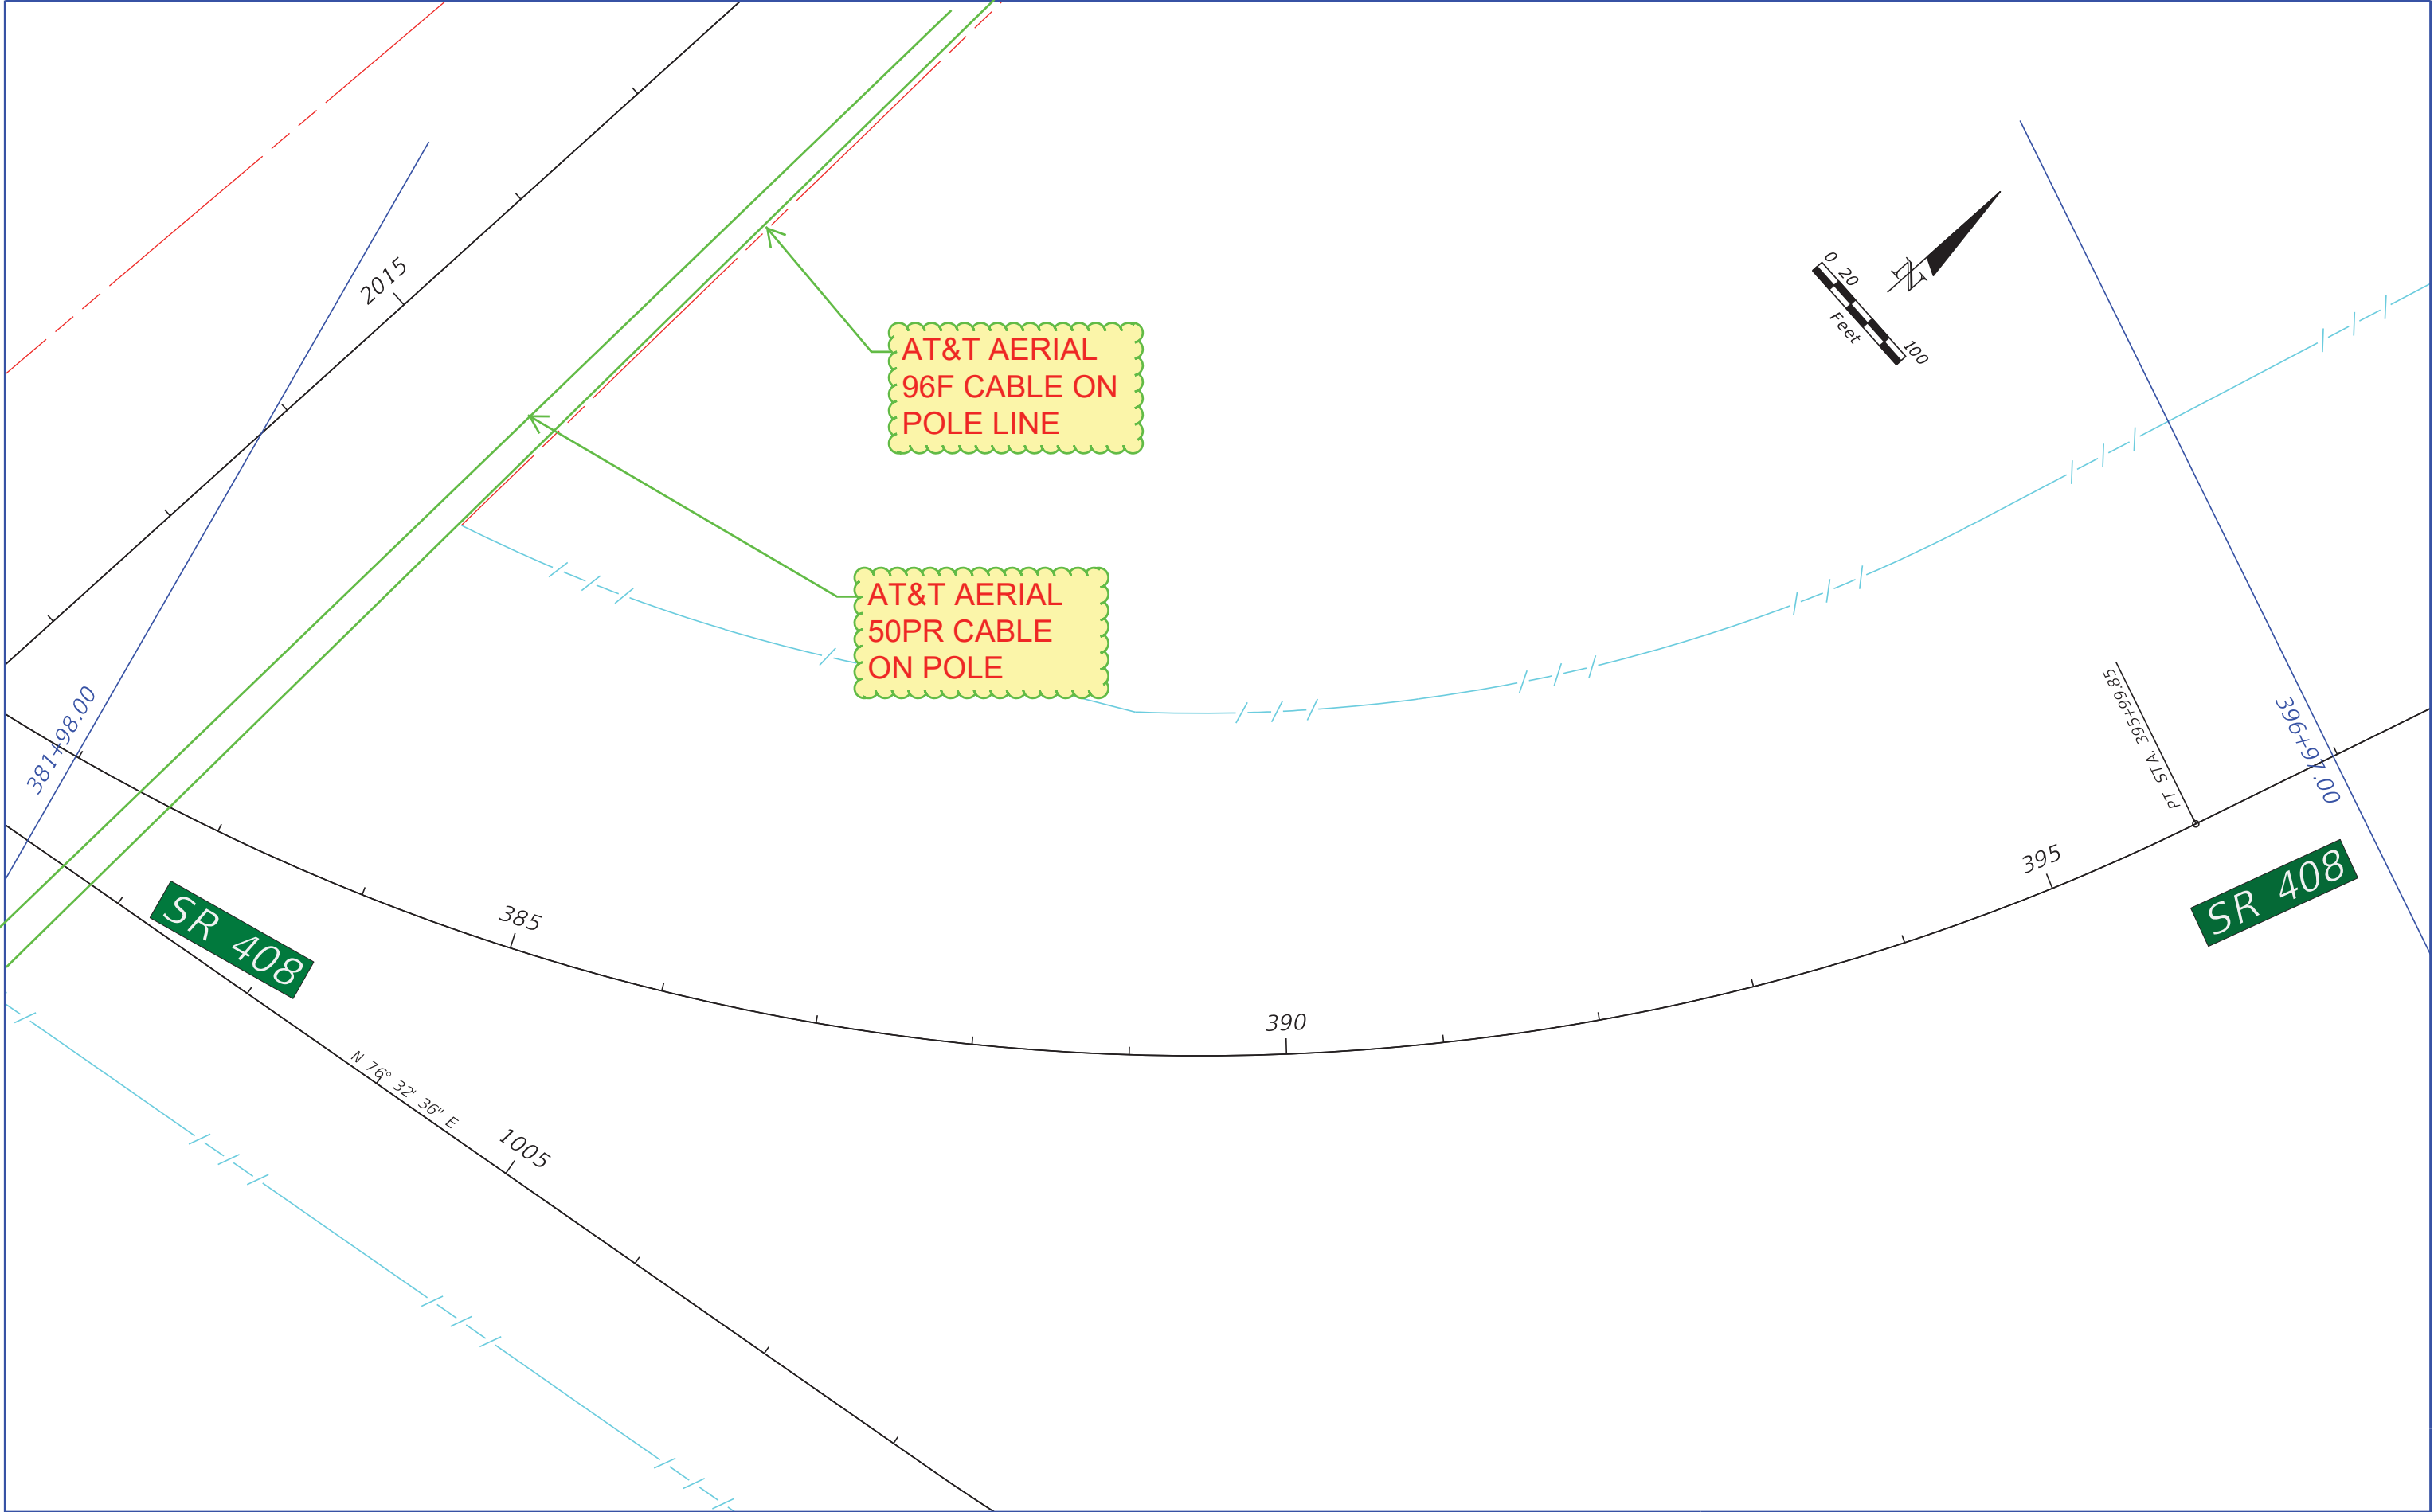 2015
0
20
100
Feet
N
AT&T AERIAL
96F CABLE ON
POLE LINE
AT&T AERIAL
50PR CABLE
ON POLE
381+98.00
PT STA. 395+99.85
396+97.00
SR 408
385
390
395
SR 408
N 76° 32' 36" E
1005